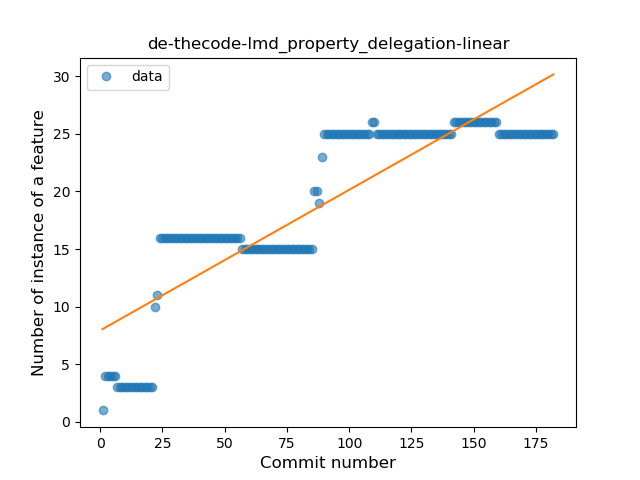 de-thecode-lmd_property_delegation-linear
data
Number of instance of a feature
30
25
20
15
10
5
0
0 25 50 75 100 125 150 175
Commit number